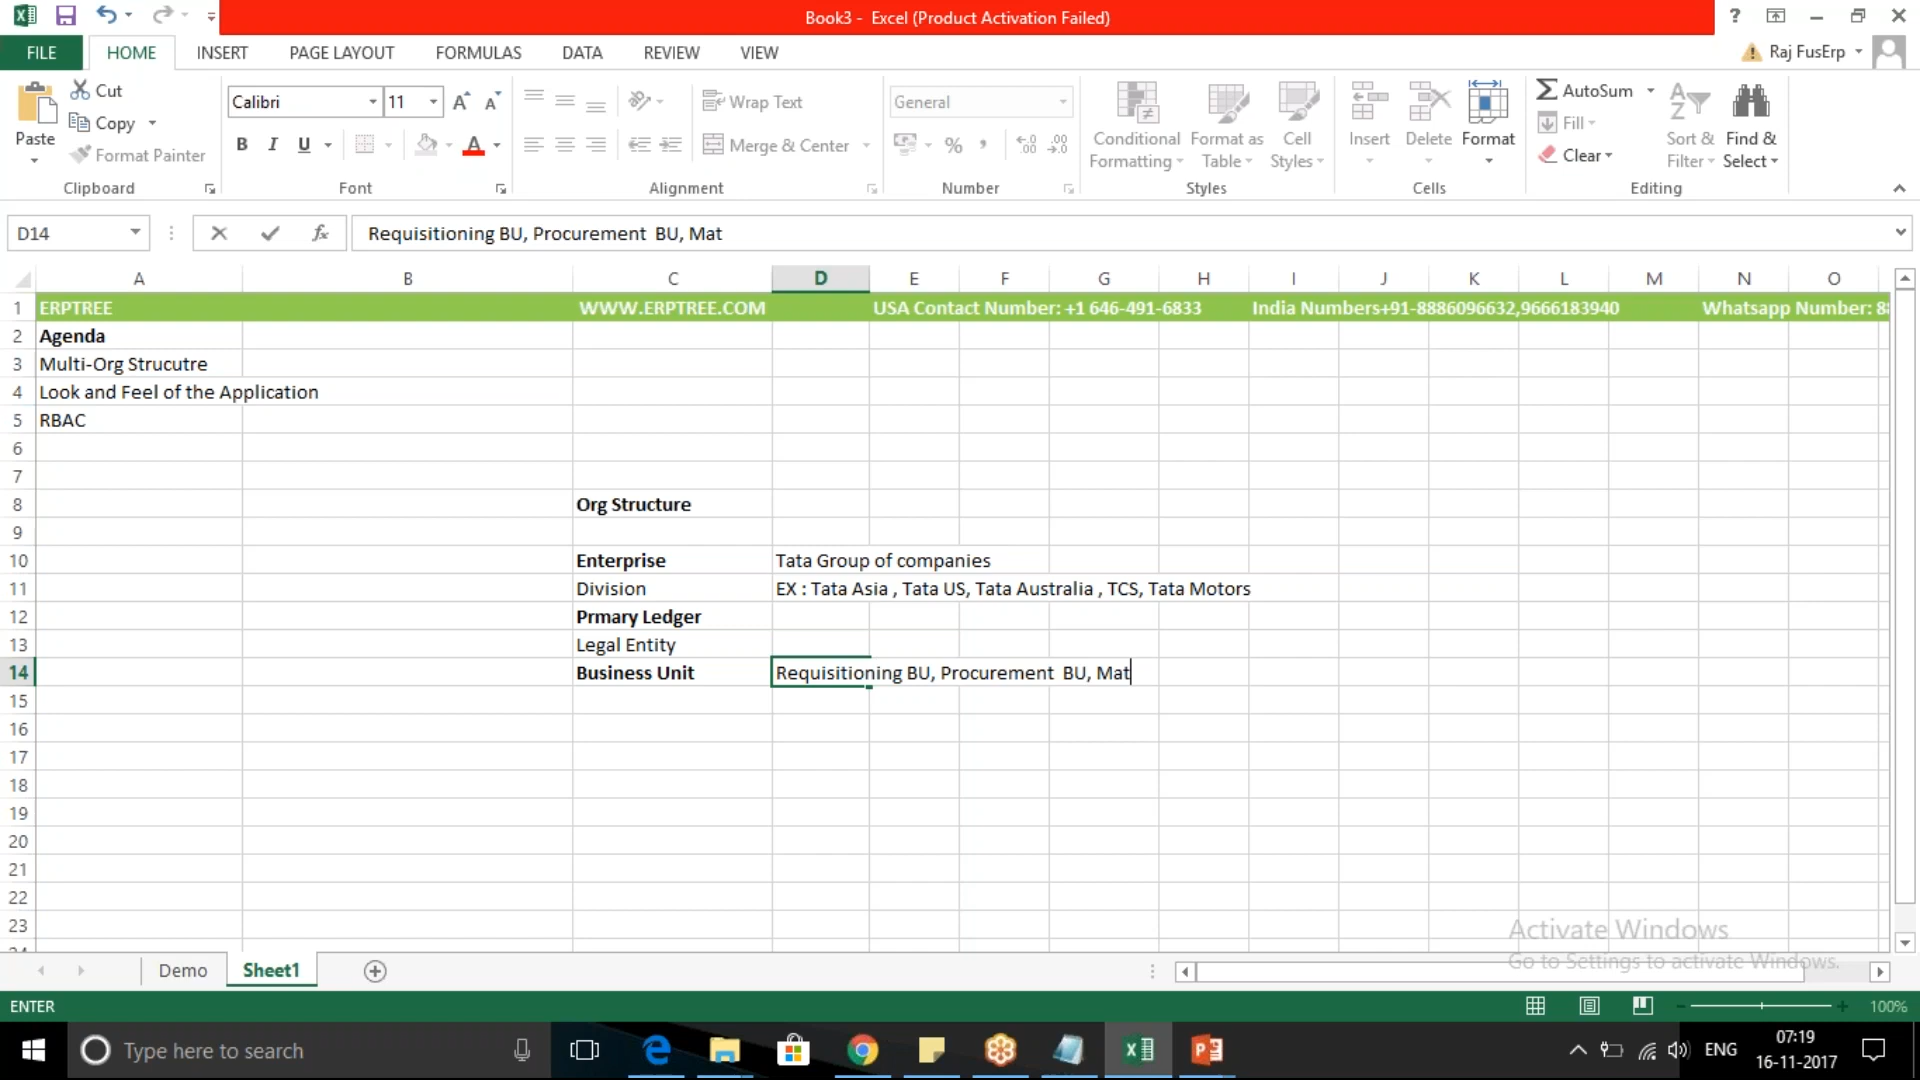 Book3 - Excel (Product Activation Failed)
?
FILE HOME INSERT PAGE LAYOUT FORMULAS DATA REVIEW VIEW
Raj FusErp
Paste
Cut
Copy
Format Painter
Clipboard
Calibri 11
B I U
Font
Wrap Text
Merge & Center
Alignment
General
%
Number
Conditional Formatting
Format as Table
Cell Styles
Styles
Insert
Delete
Format
Cells
AutoSum
Fill
Clear
Sort & Filter
Find & Select
Editing
D14
fx
Requisitioning BU, Procurement  BU, Mat
A B C D E F G H I J K L M N O
1 ERPTREE WWW.ERPTREE.COM USA Contact Number: +1 646-491-6833 India Numbers+91-8886096632,9666183940 Whatsapp Number: 88
2 Agenda
3 Multi-Org Strucutre
4 Look and Feel of the Application
5 RBAC
6
7
8 Org Structure
9
10 Enterprise Tata Group of companies
11 Division EX : Tata Asia , Tata US, Tata Australia , TCS, Tata Motors
12 Prmary Ledger
13 Legal Entity
14 Business Unit Requisitioning BU, Procurement  BU, Mat
15
16
17
18
19
20
21
22
23
Activate Windows
Go to Settings to activate Windows.
Demo Sheet1
ENTER
100%
Type here to search
ENG
07:19
16-11-2017